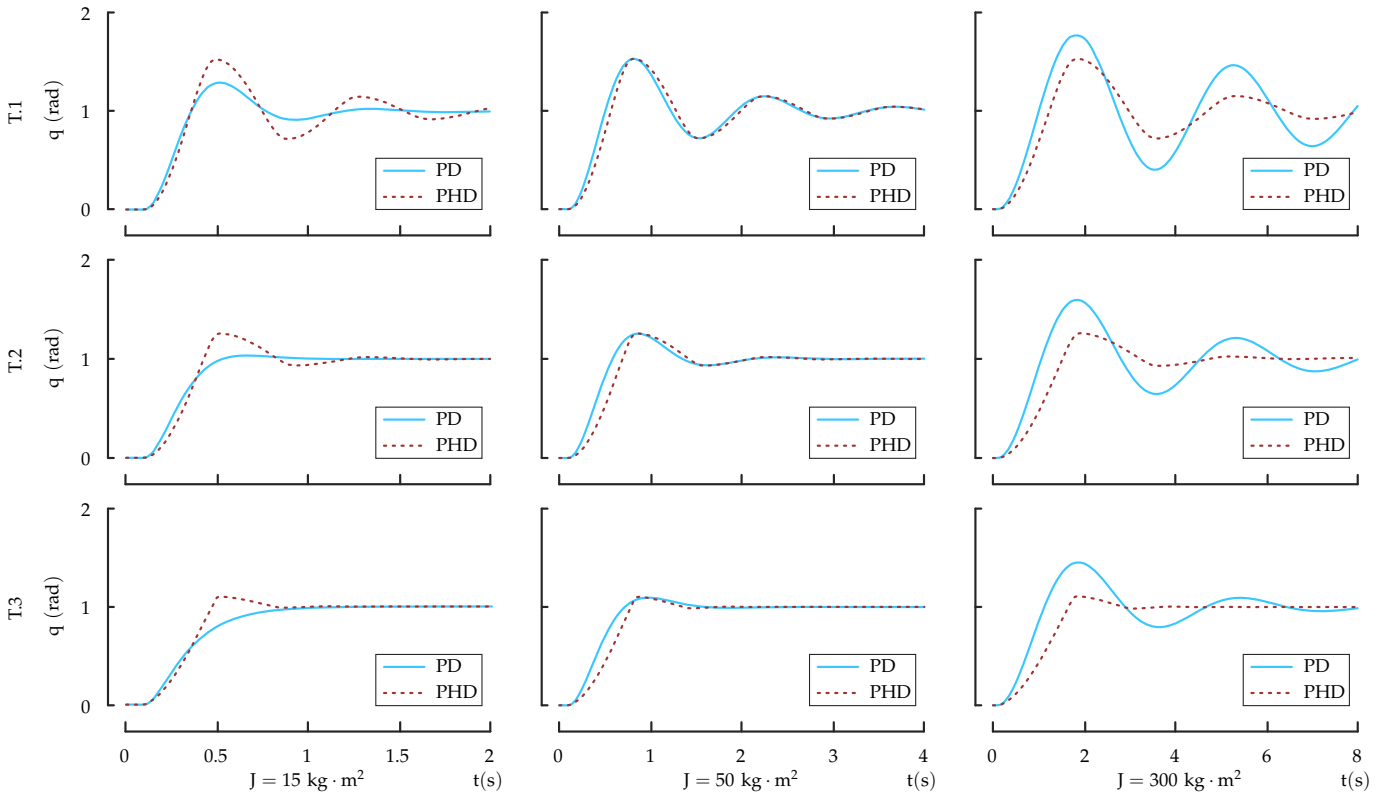 2
1
0
T.1
q (rad)
PD
PHD
PD
PHD
PD
PHD
2
1
0
T.2
q (rad)
PD
PHD
PD
PHD
PD
PHD
2
1
0
T.3
q (rad)
PD
PHD
PD
PHD
PD
PHD
0 0.5 1 1.5 2
0 1 2 3 4
0 2 4 6 8
J = 15 kg · m² t(s)
J = 50 kg · m² t(s)
J = 300 kg · m² t(s)